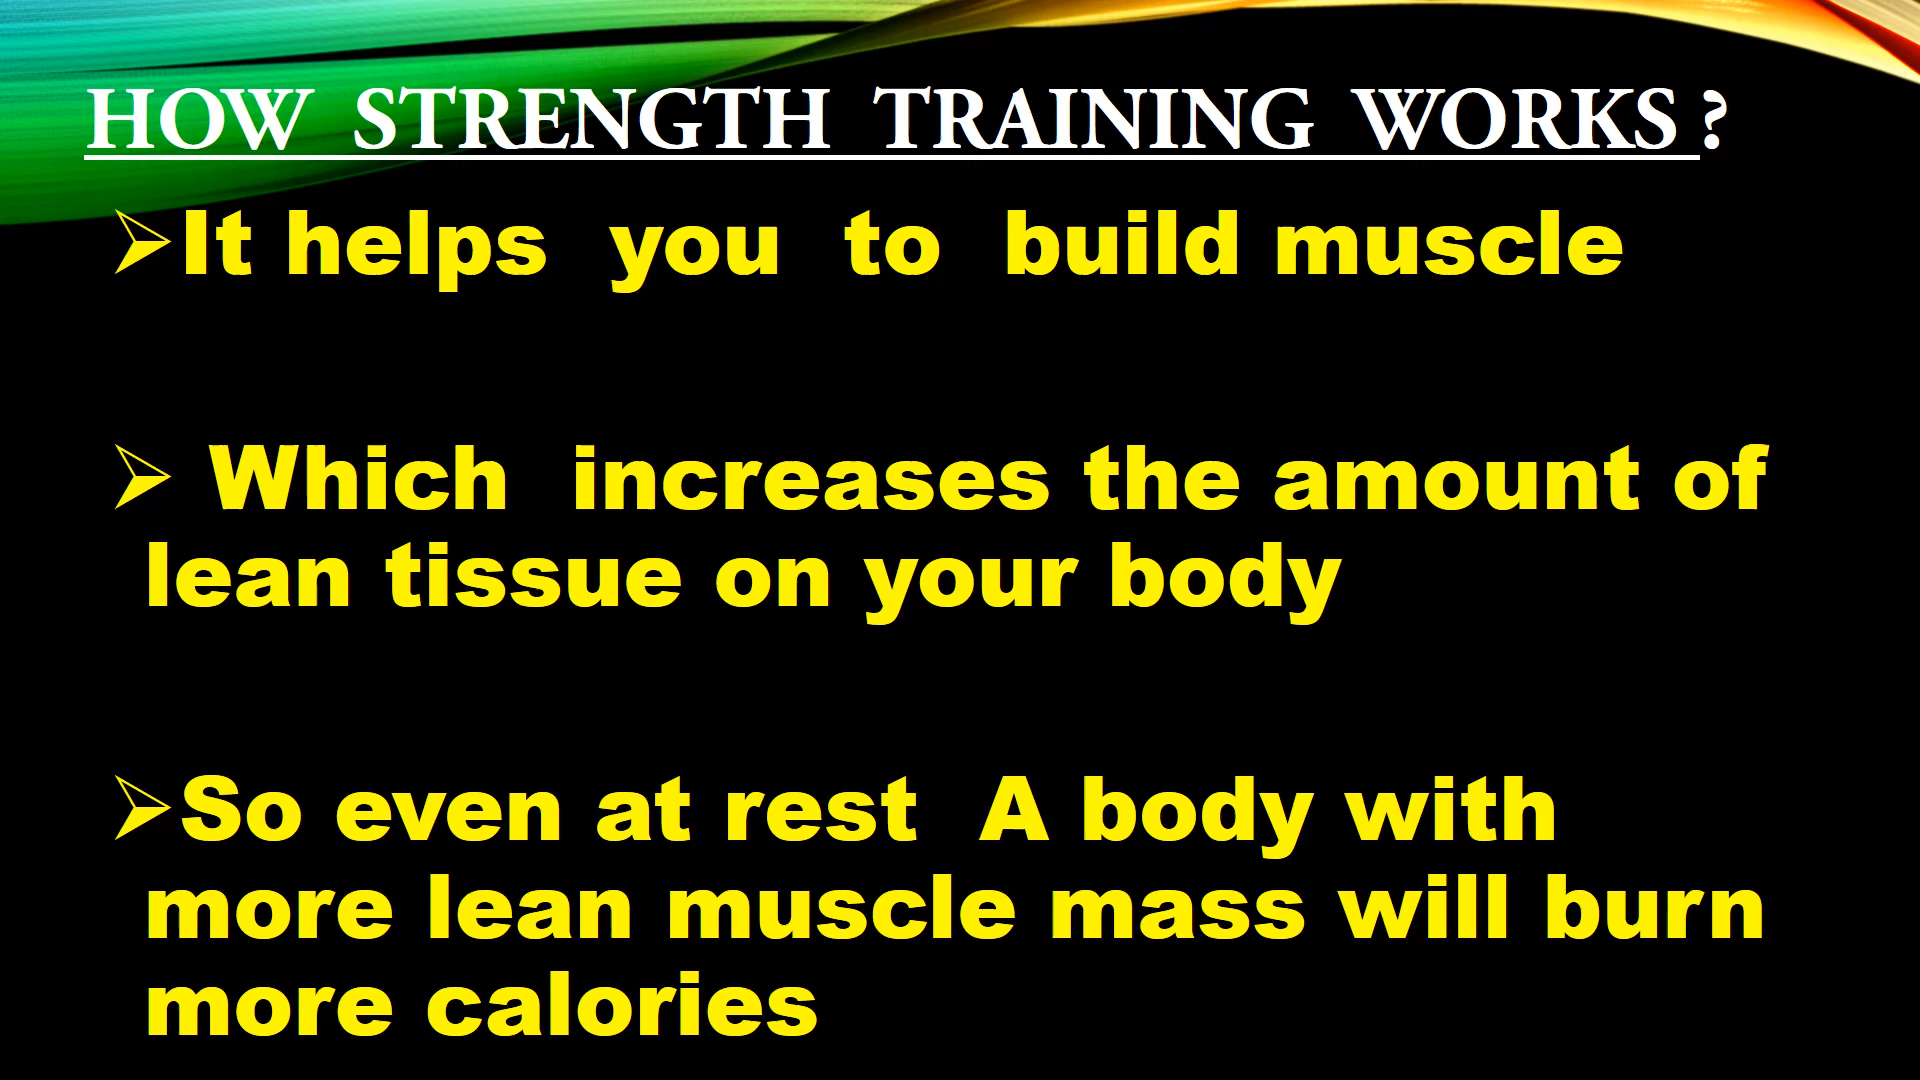 HOW STRENGTH TRAINING WORKS ?
➢It helps you to build muscle
➢ Which increases the amount of
lean tissue on your body
➢So even at rest A body with
more lean muscle mass will burn
more calories